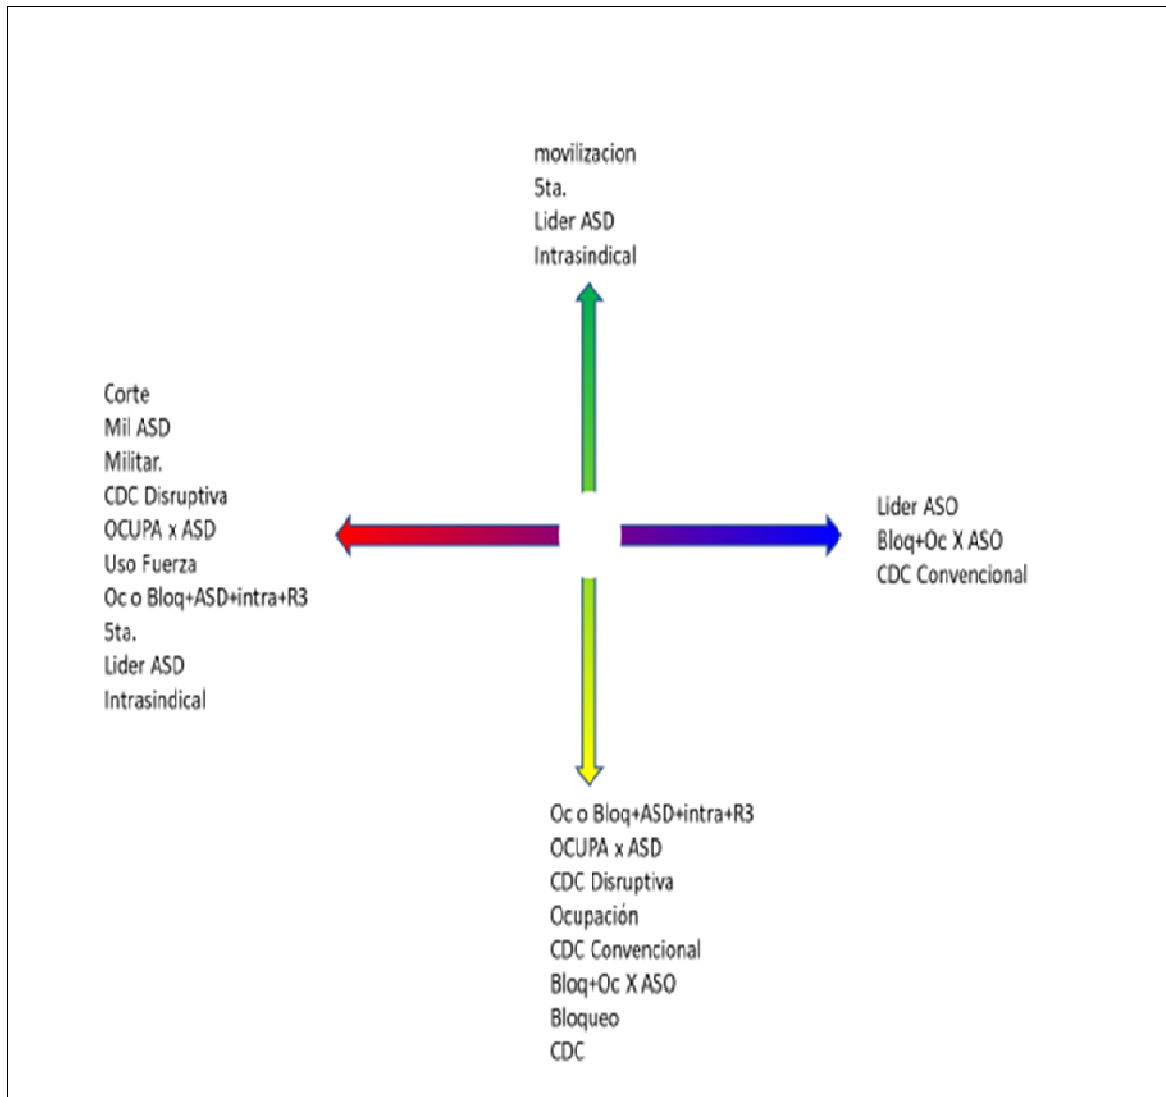 movilizacion
5ta.
Lider ASD
Intrasindical
Corte
Mil ASD
Militar.
CDC Disruptiva
OCUPA x ASD
Uso Fuerza
Oc o Bloq+ASD+intra+R3
5ta.
Lider ASD
Intrasindical
Lider ASO
Bloq+Oc X ASO
CDC Convencional
Oc o Bloq+ASD+intra+R3
OCUPA x ASD
CDC Disruptiva
Ocupación
CDC Convencional
Bloq+Oc X ASO
Bloqueo
CDC